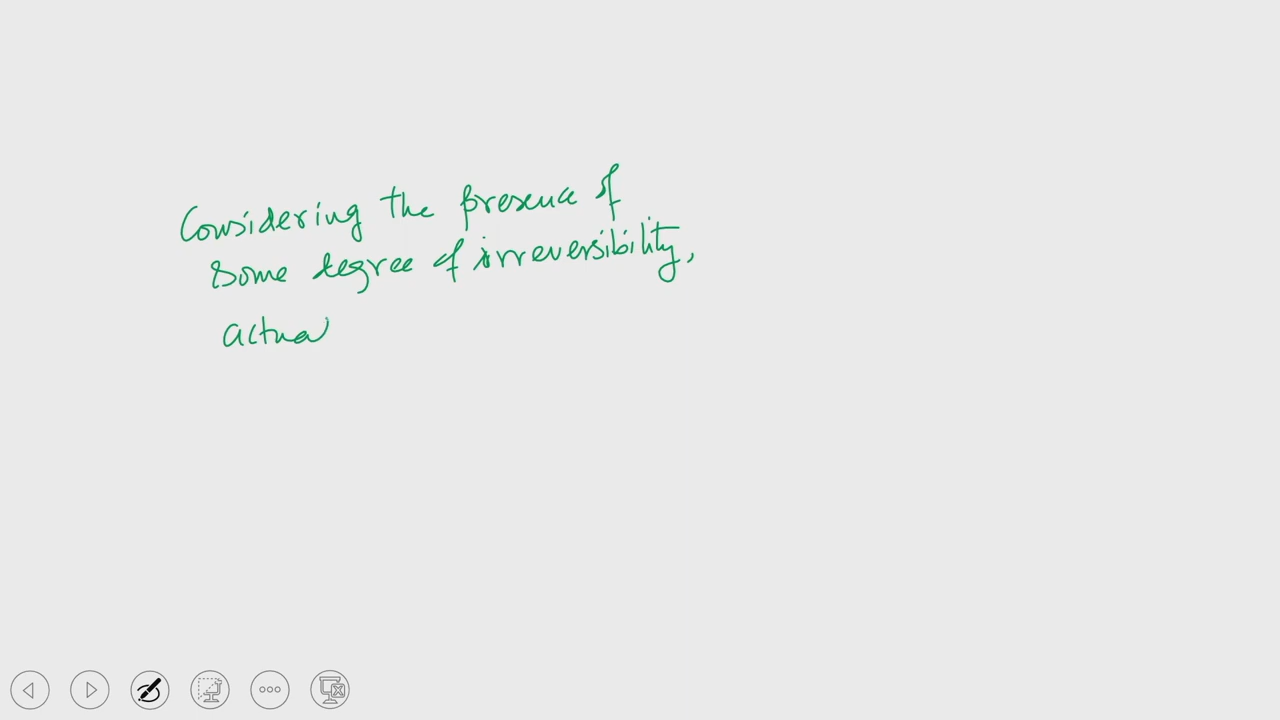 Considering the presence of
some degree of irreversibility,
actual